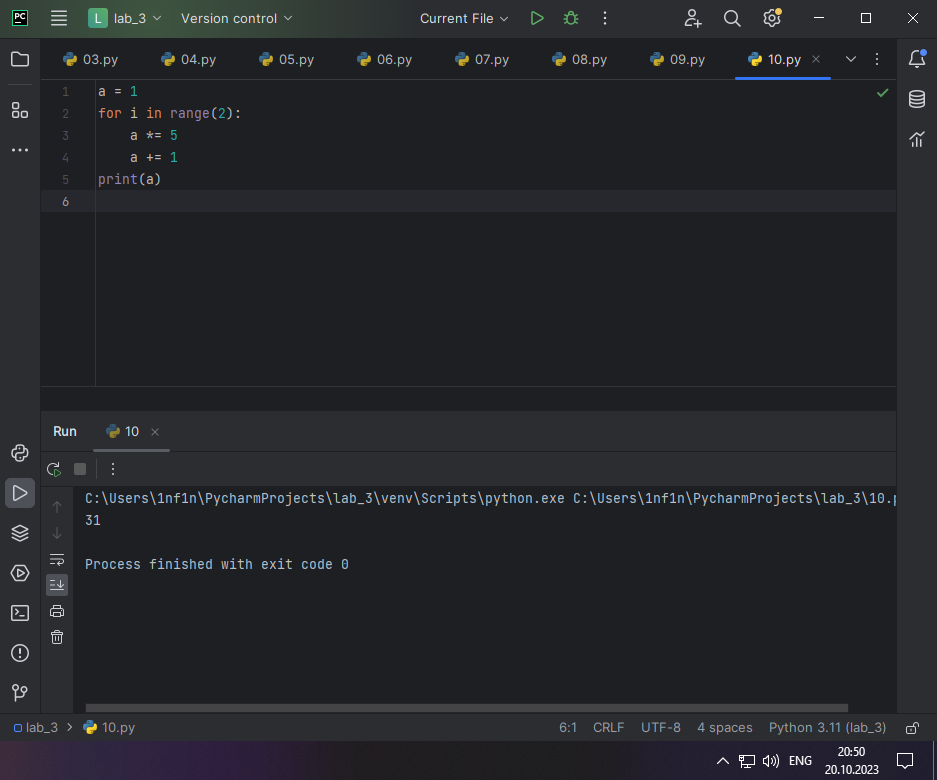 PC L lab_3 Version control Current File
03.py 04.py 05.py 06.py 07.py 08.py 09.py 10.py
1 a = 1
2 for i in range(2):
3     a *= 5
4     a += 1
5 print(a)
6
Run 10
C:\Users\1nf1n\PycharmProjects\lab_3\venv\Scripts\python.exe C:\Users\1nf1n\PycharmProjects\lab_3\10.p
31
Process finished with exit code 0
lab_3 > 10.py 6:1 CRLF UTF-8 4 spaces Python 3.11 (lab_3)
ENG 20:50
20.10.2023